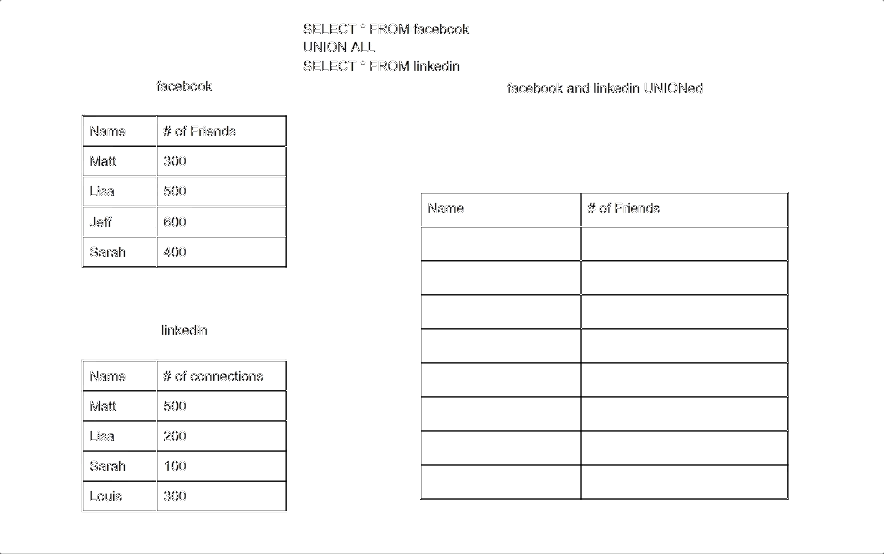 SELECT * FROM facebook
UNION ALL
SELECT * FROM linkedin
facebook
facebook and linkedin UNIONed
Name # of Friends
Matt 300
Lisa 500
Jeff 600
Sarah 400
Name # of Friends
linkedin
Name # of connections
Matt 500
Lisa 200
Sarah 100
Louis 300